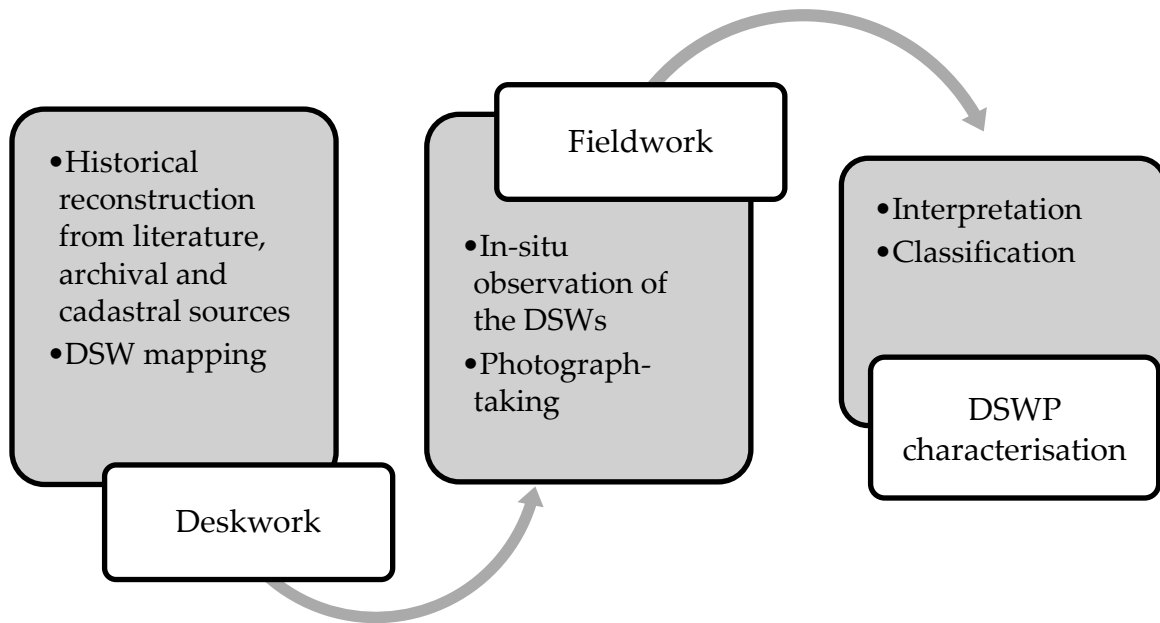 •Historical
reconstruction
from literature,
archival and
cadastral sources
•DSW mapping
Deskwork
Fieldwork
•In-situ
observation of
the DSWs
•Photograph-
taking
•Interpretation
•Classification
DSWP
characterisation